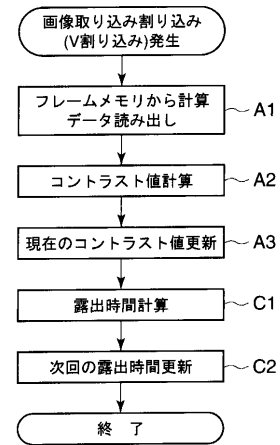 画像取り込み割り込み
(V割り込み)発生
フレームメモリから計算
データ読み出し
A1
コントラスト値計算
A2
現在のコントラスト値更新
A3
露出時間計算
C1
次回の露出時間更新
C2
終 了